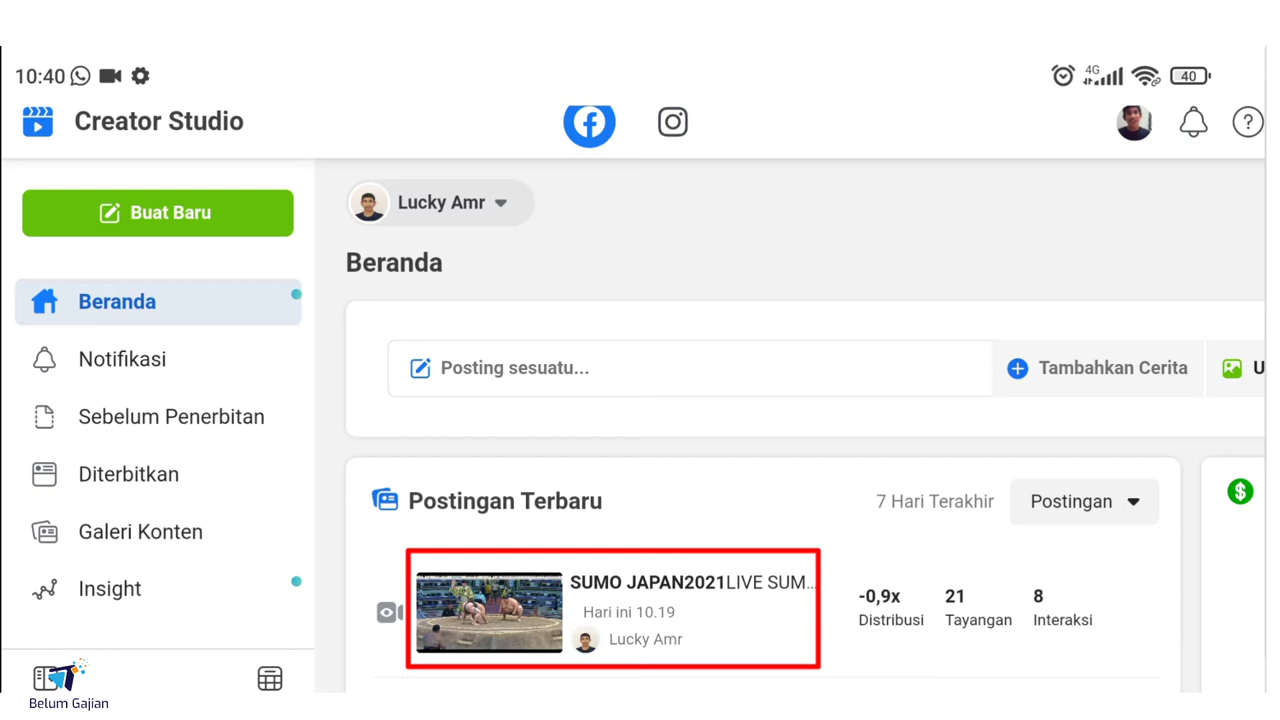 10:40
4G
40
Creator Studio
?
Buat Baru
Lucky Amr
Beranda
Beranda
Notifikasi
Posting sesuatu...
Tambahkan Cerita
U
Sebelum Penerbitan
Diterbitkan
Postingan Terbaru
7 Hari Terakhir
Postingan
$
Galeri Konten
Insight
SUMO JAPAN2021LIVE SUM...
Hari ini 10.19
Lucky Amr
-0,9x
Distribusi
21
Tayangan
8
Interaksi
Belum Gajian